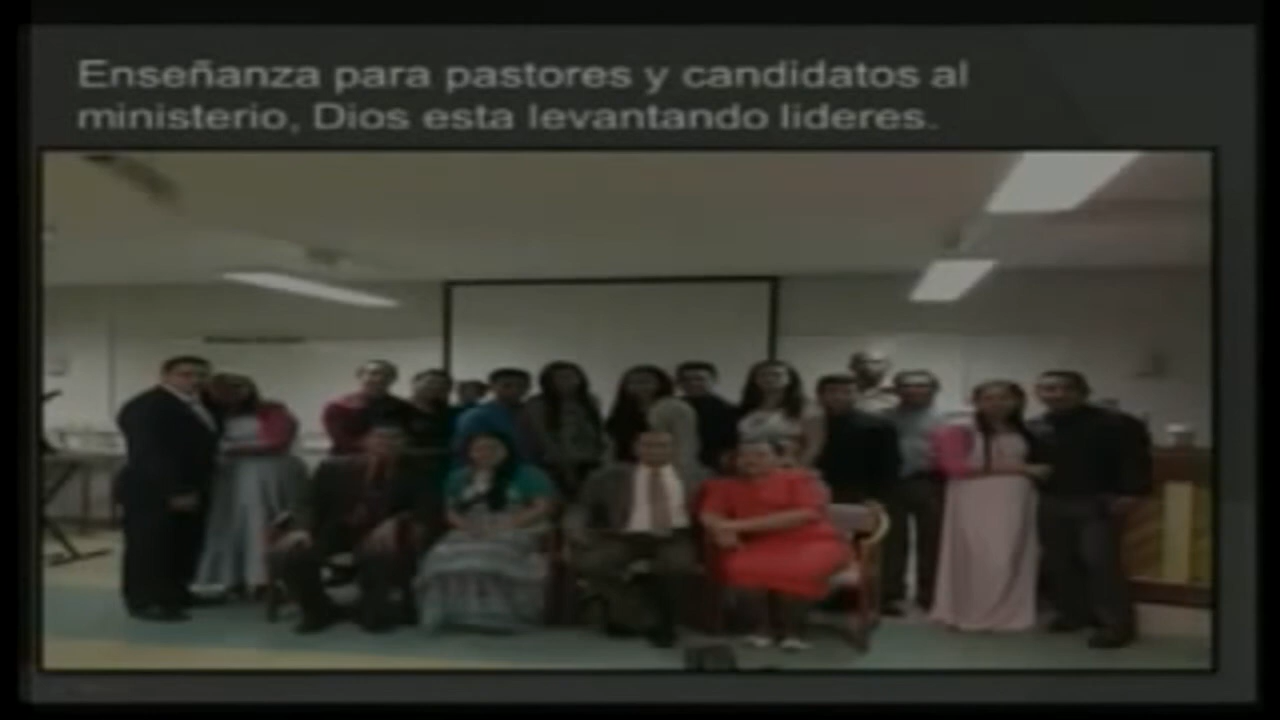 Enseñanza para pastores y candidatos al
ministerio, Dios esta levantando lideres.